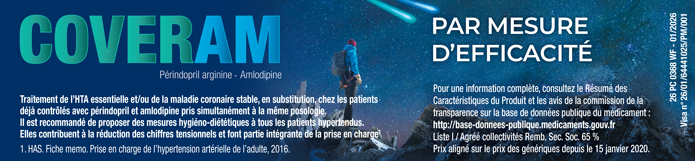 COVERAM
Périndopril arginine - Amlodipine
Traitement de l'HTA essentielle et/ou de la maladie coronaire stable, en substitution, chez les patients
déjà contrôlés avec périndopril et amlodipine pris simultanément à la même posologie.
Il est recommandé de proposer des mesures hygiéno-diététiques à tous les patients hypertendus.
Elles contribuent à la réduction des chiffres tensionnels et font partie intégrante de la prise en charge¹
1. HAS. Fiche memo. Prise en charge de l'hypertension artérielle de l'adulte, 2016.
PAR MESURE
D'EFFICACITÉ
Pour une information complète, consultez le Résumé des
Caractéristiques du Produit et les avis de la commission de la
transparence sur la base de données publique du médicament :
http://base-donnees-publique.medicaments.gouv.fr
Liste I / Agréé collectivités Remb. Sec. Soc. 65 %
Prix aligné sur le prix des génériques depuis le 15 janvier 2020.
26 PC 0368 WF - 01/2026
Visa n° 26/01/64441025/PM/001